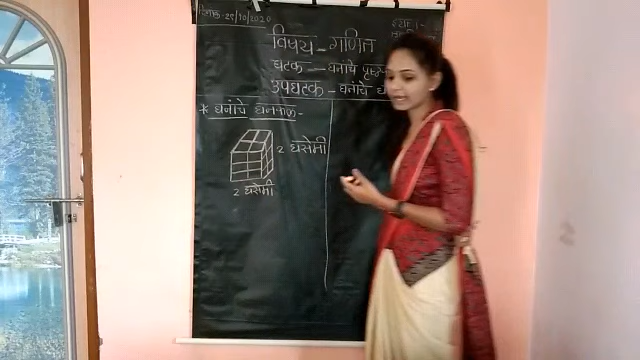 दिनांक-29/10/2020
विषय - गणित
घटक - घनांचे पृष्ठ
उपघटक - घनांचे घ
* घनांचे घनफळ -
2 घसेमी
2 घसेमी